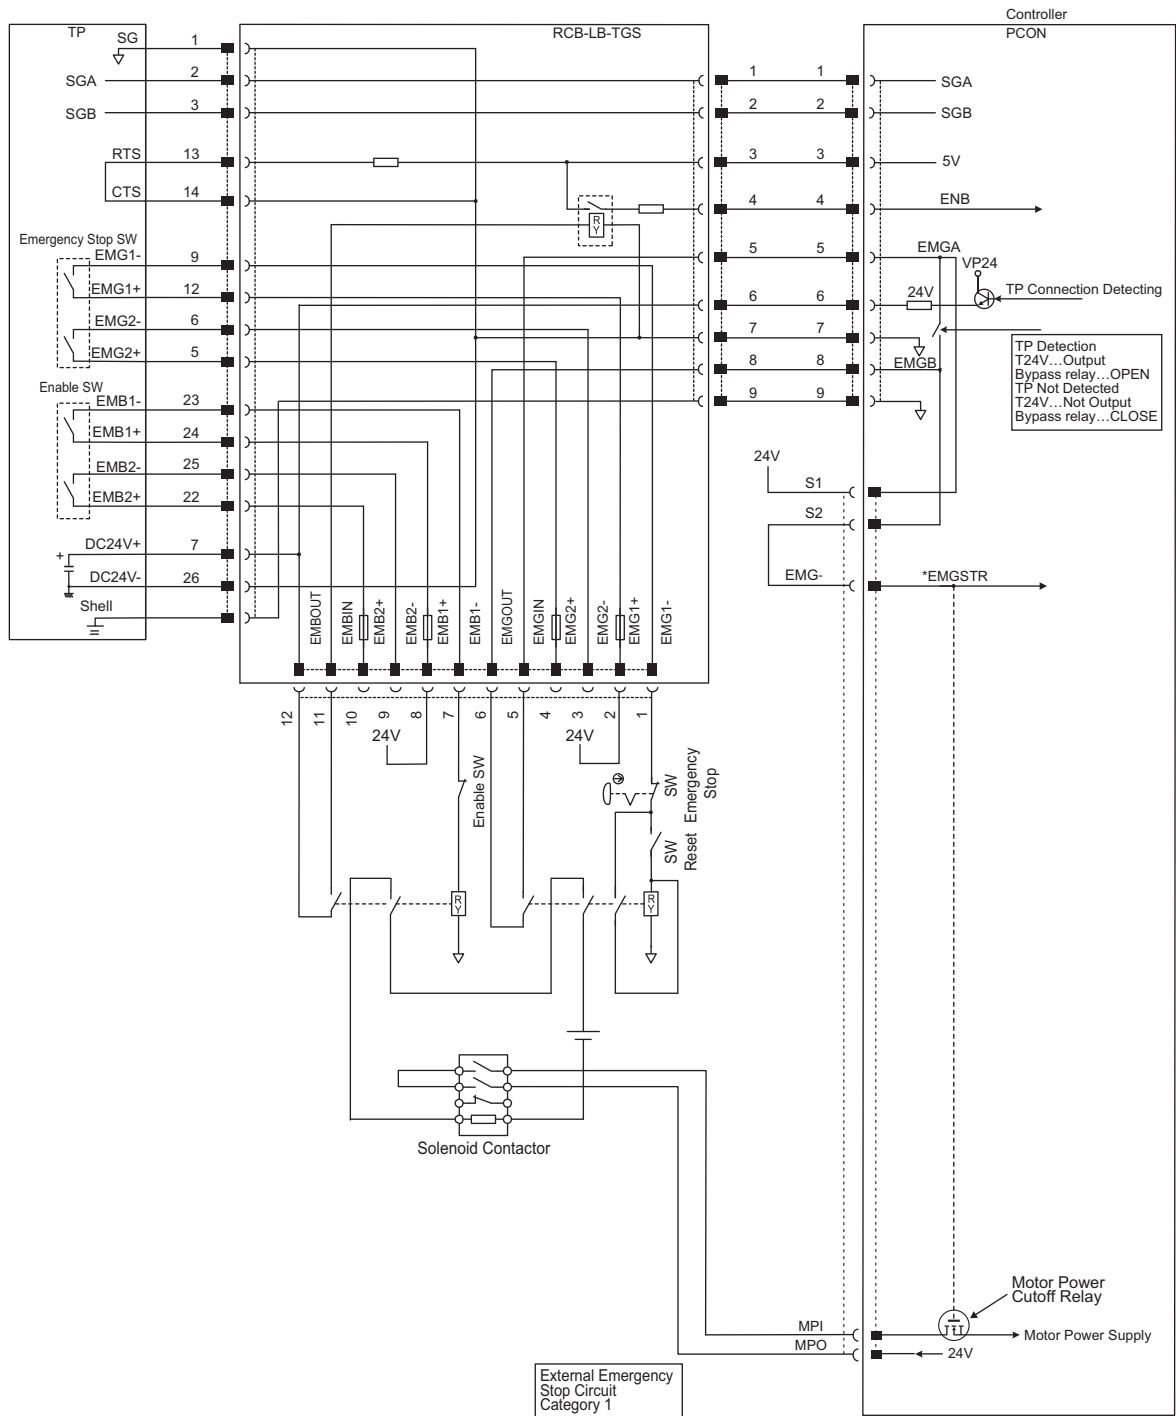 Controller
TP
RCB-LB-TGS
PCON
SG 1
SGA 2 1 1 SGA
SGB 3 2 2 SGB
RTS 13 3 3 5V
CTS 14 4 4 ENB
RY
Emergency Stop SW
EMG1- 9 5 5 EMGA
VP24
EMG1+ 12 6 6 24V TP Connection Detecting
EMG2- 6 7 7
EMG2+ 5 8 8 EMGB
TP Detection
T24V...Output
Bypass relay...OPEN
TP Not Detected
T24V...Not Output
Bypass relay...CLOSE
Enable SW
EMB1- 23 9 9
EMB1+ 24
EMB2- 25
24V
S1
EMB2+ 22
S2
DC24V+ 7
+
DC24V- 26
EMG- *EMGSTR
Shell
EMBOUT EMBIN EMB2+ EMB2- EMB1+ EMB1- EMGOUT EMGIN EMG2+ EMG2- EMG1+ EMG1-
12 11 10 9 8 7 6 5 4 3 2 1
24V 24V
Enable SW
Emergency Stop SW
Reset SW
RY RY
Solenoid Contactor
Motor Power
Cutoff Relay
MPI Motor Power Supply
MPO 24V
External Emergency
Stop Circuit
Category 1